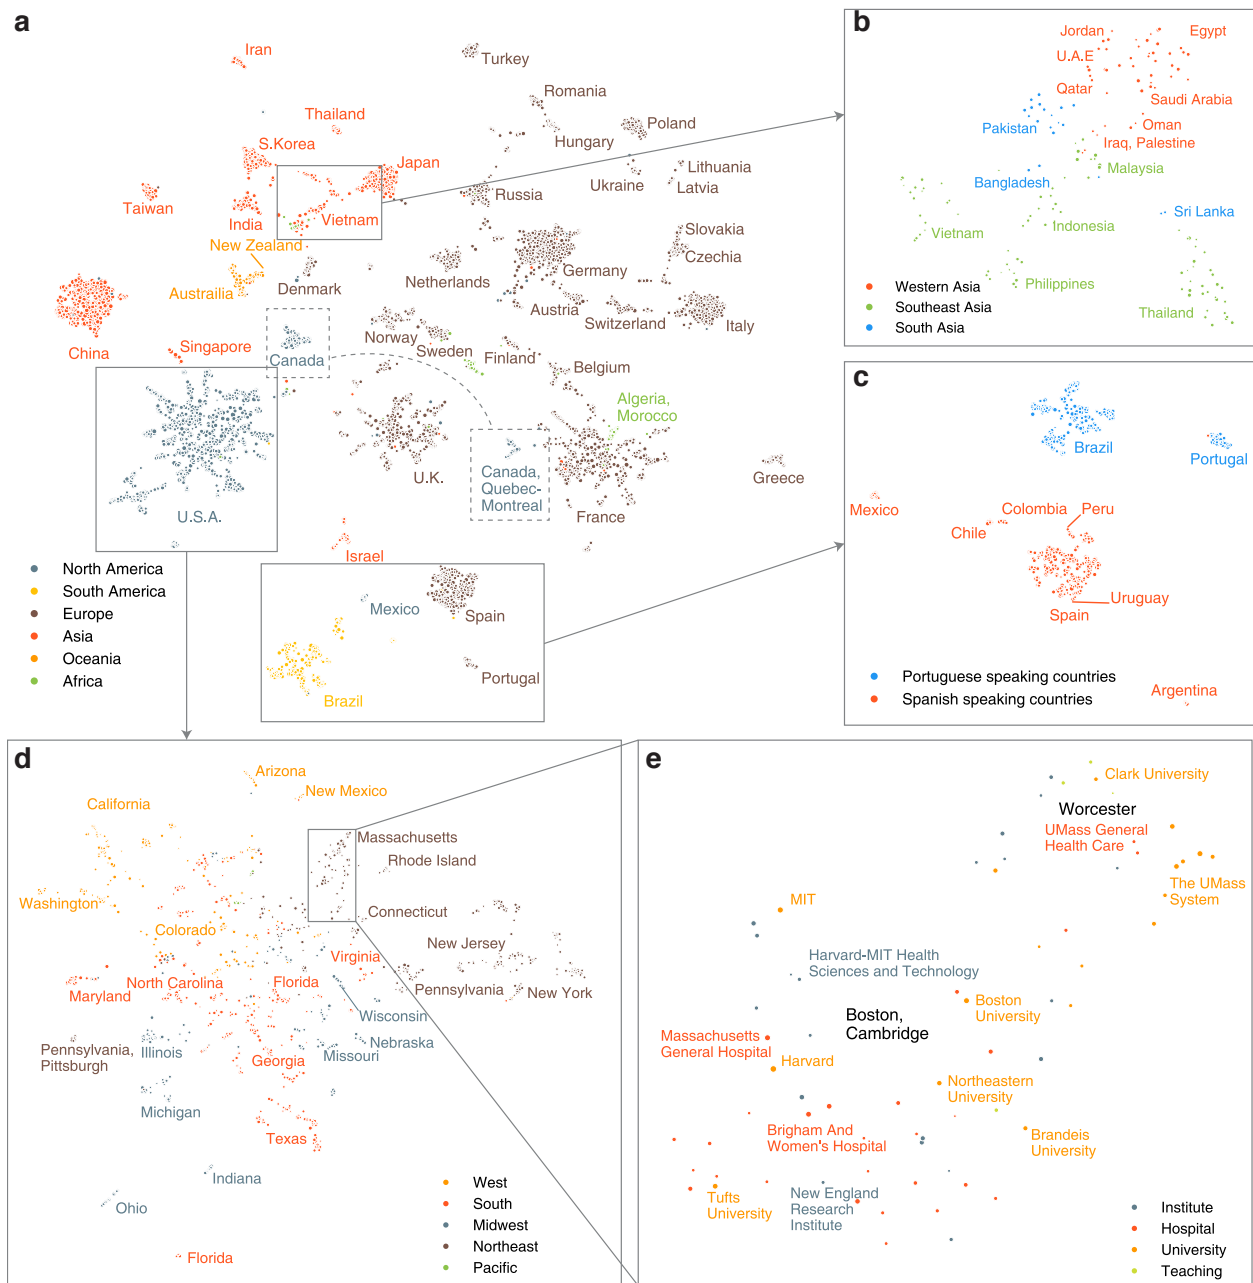 a
Iran
Turkey
Thailand
Romania
S.Korea
Hungary
Poland
Japan
Lithuania
Ukraine
Latvia
Taiwan
India
Vietnam
Russia
New Zealand
Slovakia
Czechia
Austrailia
Denmark
Netherlands
Germany
Austria
Switzerland
Italy
China
Singapore
Canada
Norway
Sweden
Finland
Belgium
Algeria,
Morocco
U.S.A.
U.K.
Canada,
Quebec-
Montreal
France
Greece
Israel
North America
South America
Europe
Asia
Oceania
Africa
Mexico
Spain
Brazil
Portugal
b
Jordan
Egypt
U.A.E
Qatar
Saudi Arabia
Pakistan
Oman
Iraq, Palestine
Malaysia
Bangladesh
Sri Lanka
Vietnam
Indonesia
Philippines
Thailand
Western Asia
Southeast Asia
South Asia
c
Brazil
Portugal
Mexico
Colombia
Peru
Chile
Spain
Uruguay
Argentina
Portuguese speaking countries
Spanish speaking countries
d
Arizona
New Mexico
California
Massachusetts
Rhode Island
Washington
Connecticut
Colorado
New Jersey
Virginia
North Carolina
Florida
Maryland
Pennsylvania
New York
Wisconsin
Pennsylvania,
Pittsburgh
Illinois
Nebraska
Missouri
Georgia
Michigan
Texas
Indiana
Ohio
Florida
West
South
Midwest
Northeast
Pacific
e
Clark University
Worcester
UMass General
Health Care
The UMass
System
MIT
Harvard-MIT Health
Sciences and Technology
Boston
University
Boston,
Cambridge
Massachusetts
General Hospital
Harvard
Northeastern
University
Brigham And
Women's Hospital
Brandeis
University
Tufts
University
New England
Research
Institute
Institute
Hospital
University
Teaching